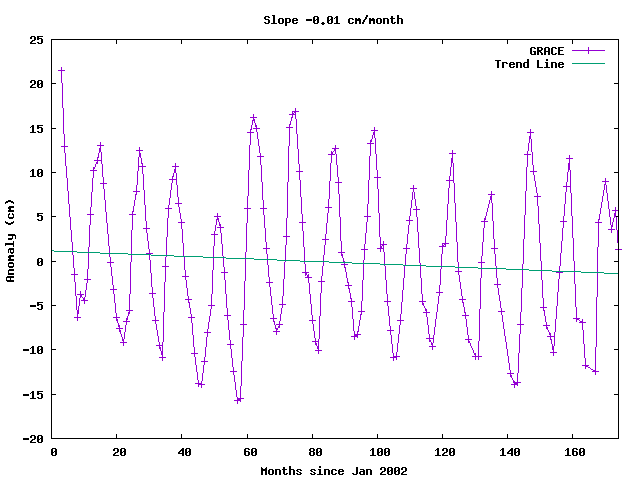 Slope -0.01 cm/month
GRACE
Trend Line
25
20
15
10
5
0
-5
-10
-15
-20
Anomaly (cm)
0 20 40 60 80 100 120 140 160
Months since Jan 2002